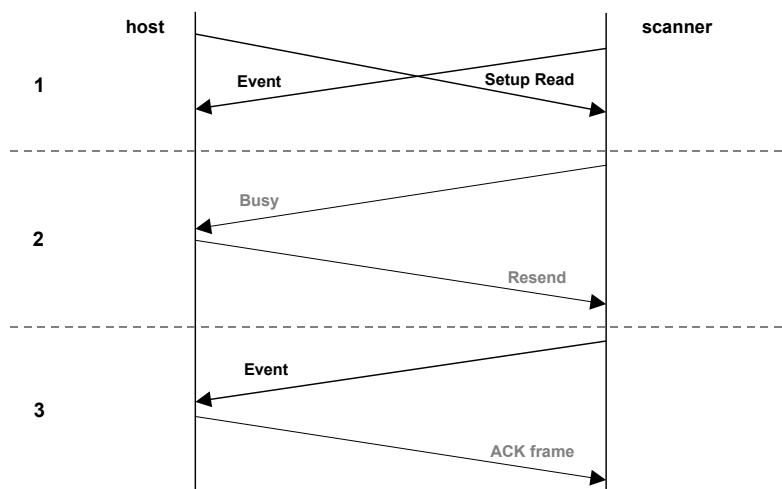 host
scanner
1
Event
Setup Read
Busy
2
Resend
Event
3
ACK frame